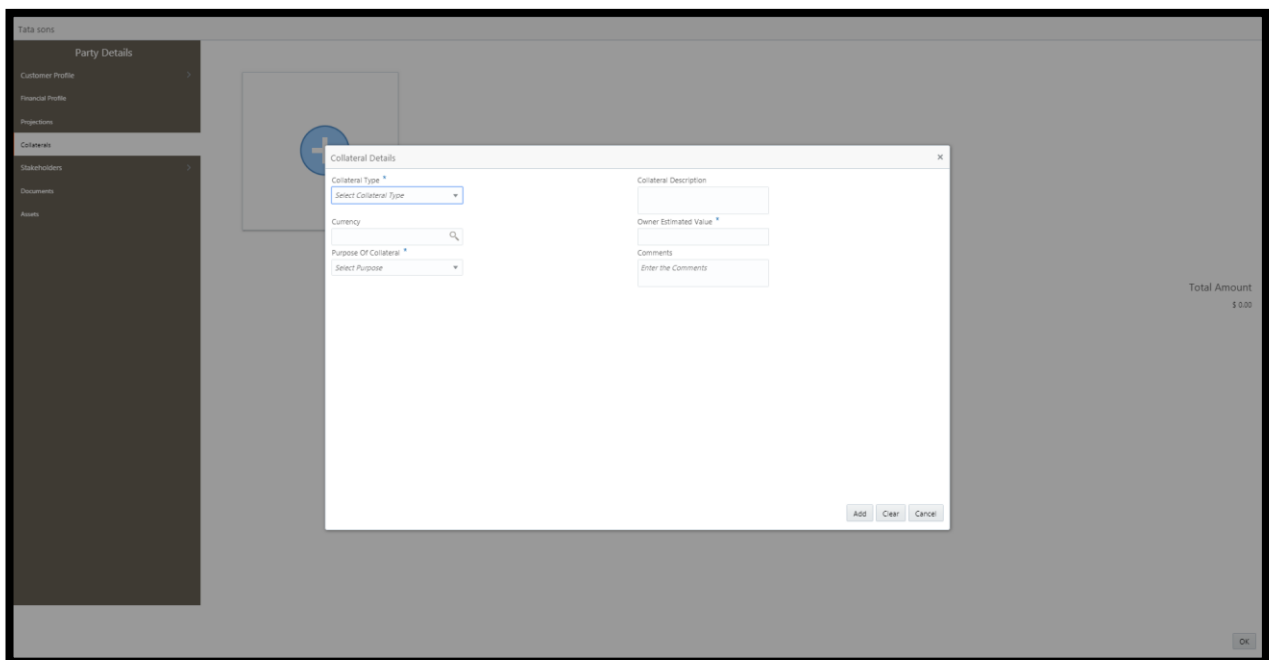 Tata sons
Party Details
Customer Profile
Financial Profile
Projections
Collaterals
Stakeholders
Documents
Assets
Collateral Details
Collateral Type *
Select Collateral Type
Collateral Description
Currency
Owner Estimated Value *
Purpose Of Collateral *
Select Purpose
Comments
Enter the Comments
Add Clear Cancel
Total Amount
$ 0.00
OK